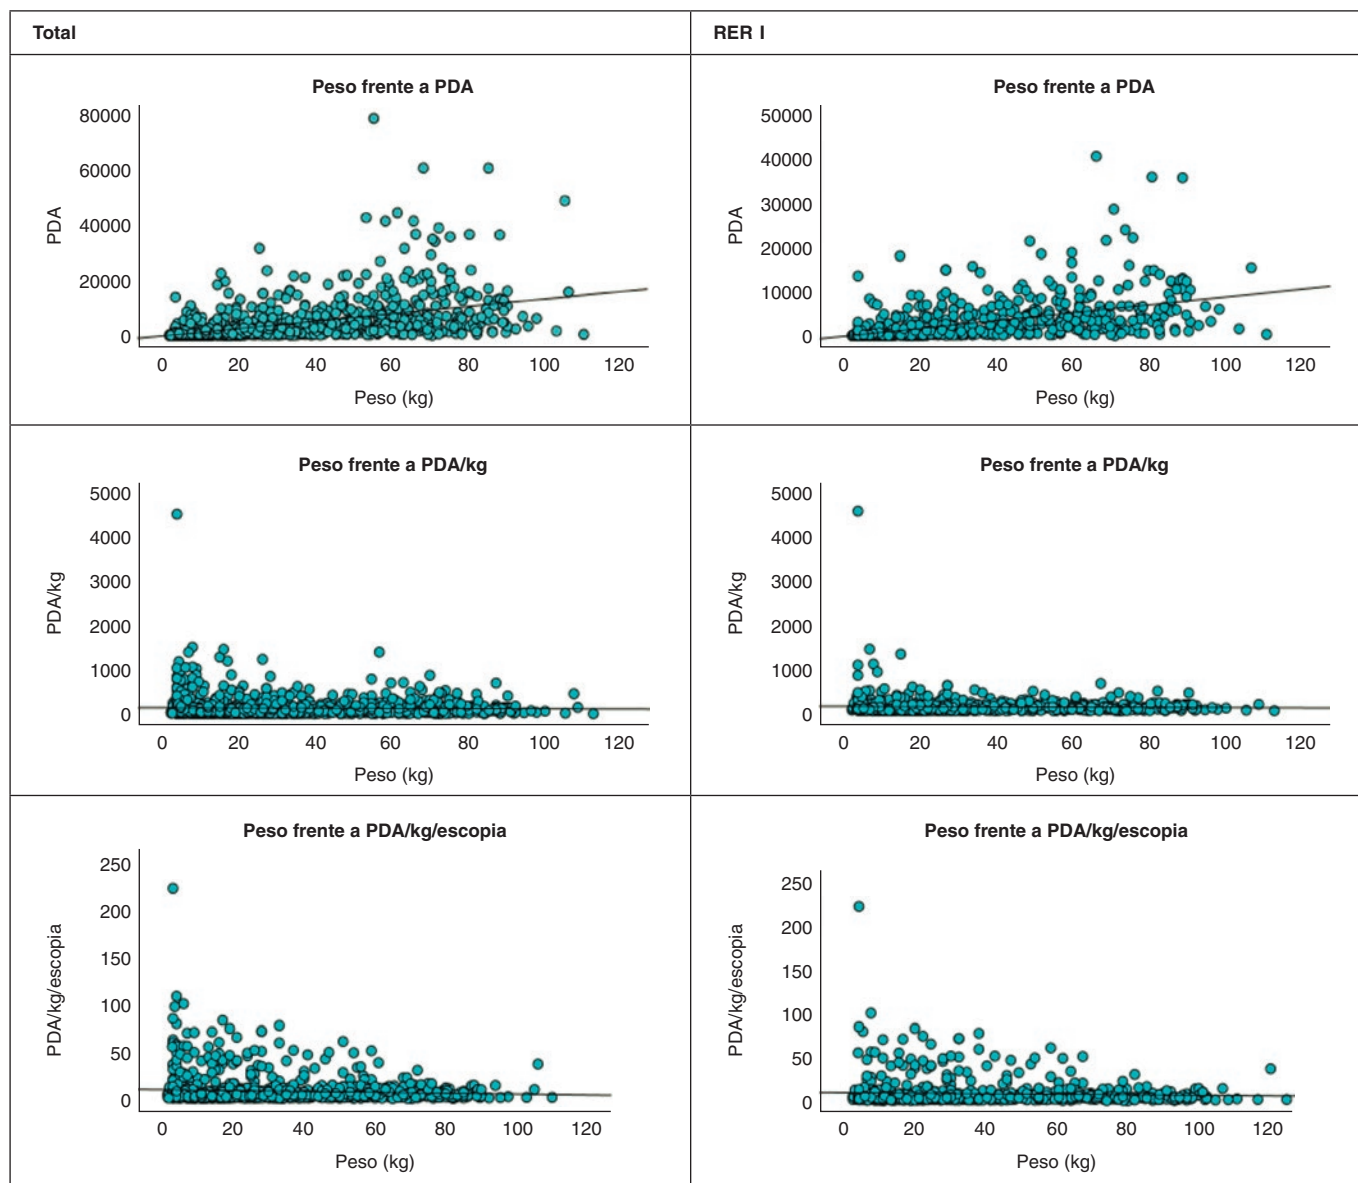 Total
RER I
Peso frente a PDA
80000
60000
40000
20000
0
PDA
0 20 40 60 80 100 120
Peso (kg)
Peso frente a PDA
50000
40000
30000
20000
10000
0
PDA
0 20 40 60 80 100 120
Peso (kg)
Peso frente a PDA/kg
5000
4000
3000
2000
1000
0
PDA/kg
0 20 40 60 80 100 120
Peso (kg)
Peso frente a PDA/kg
5000
4000
3000
2000
1000
0
PDA/kg
0 20 40 60 80 100 120
Peso (kg)
Peso frente a PDA/kg/escopia
250
200
150
100
50
0
PDA/kg/escopia
0 20 40 60 80 100 120
Peso (kg)
Peso frente a PDA/kg/escopia
250
200
150
100
50
0
PDA/kg/escopia
0 20 40 60 80 100 120
Peso (kg)